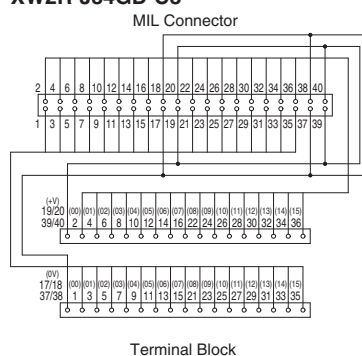 MIL Connector
2 4 6 8 10 12 14 16 18 20 22 24 26 28 30 32 34 36 38 40
1 3 5 7 9 11 13 15 17 19 21 23 25 27 29 31 33 35 37 39
(+V)
19/20 (00) (01) (02) (03) (04) (05) (06) (07) (08) (09) (10) (11) (12) (13) (14) (15)
39/40 2 4 6 8 10 12 14 16 22 24 26 28 30 32 34 36
(0V)
17/18 (00) (01) (02) (03) (04) (05) (06) (07) (08) (09) (10) (11) (12) (13) (14) (15)
37/38 1 3 5 7 9 11 13 15 21 23 25 27 29 31 33 35
Terminal Block